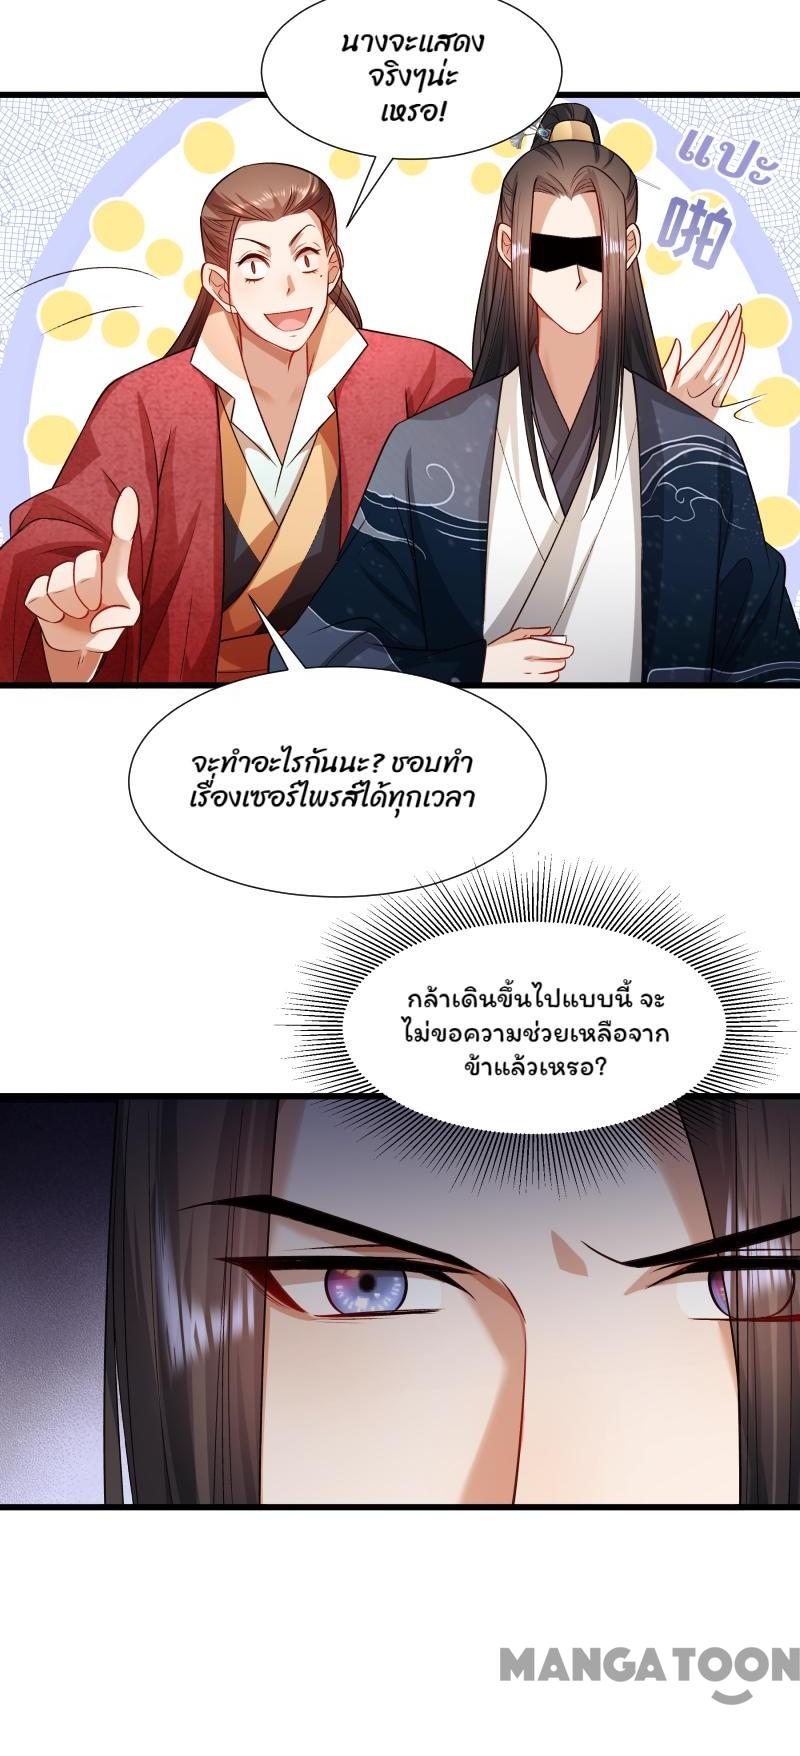 นางจะแสดง
จริงๆน่ะ
เหรอ!
แปะ
啪
จะทำอะไรกันนะ? ชอบทำ
เรื่องเซอร์ไพรส์ได้ทุกเวลา
กล้าเดินขึ้นไปแบบนี้ จะ
ไม่ขอความช่วยเหลือจาก
ข้าแล้วเหรอ?
MANGATOON